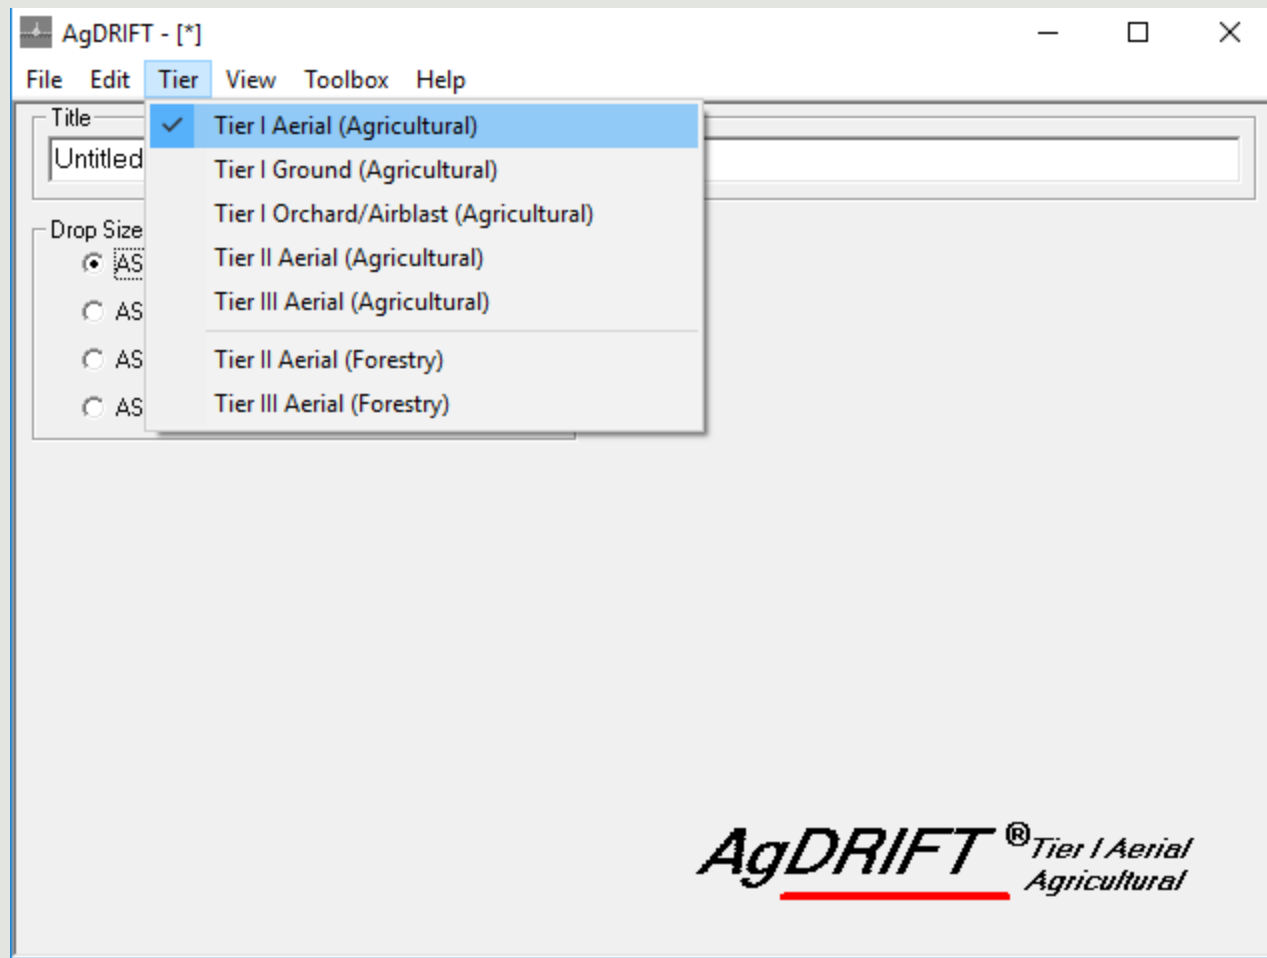 AgDRIFT - [*]
File Edit Tier View Toolbox Help
Title
Untitled
Tier I Aerial (Agricultural)
Tier I Ground (Agricultural)
Tier I Orchard/Airblast (Agricultural)
Tier II Aerial (Agricultural)
Tier III Aerial (Agricultural)
Tier II Aerial (Forestry)
Tier III Aerial (Forestry)
Drop Size
AS
AS
AS
AS
AgDRIFT ® Tier I Aerial
Agricultural